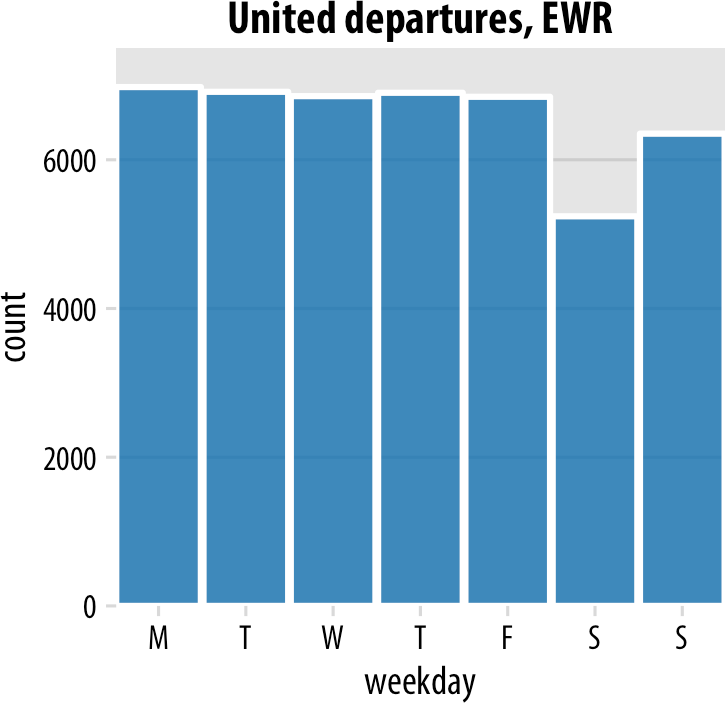 United departures, EWR
count
6000
4000
2000
0
M T W T F S S
weekday